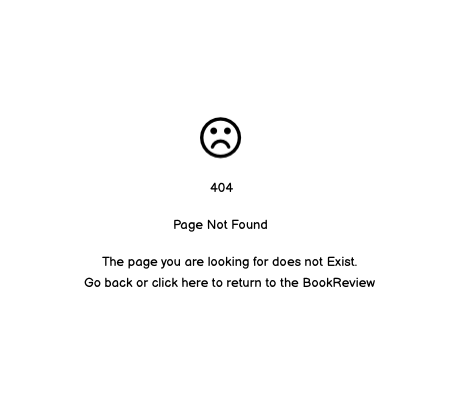 404
Page Not Found
The page you are looking for does not Exist.
Go back or click here to return to the BookReview